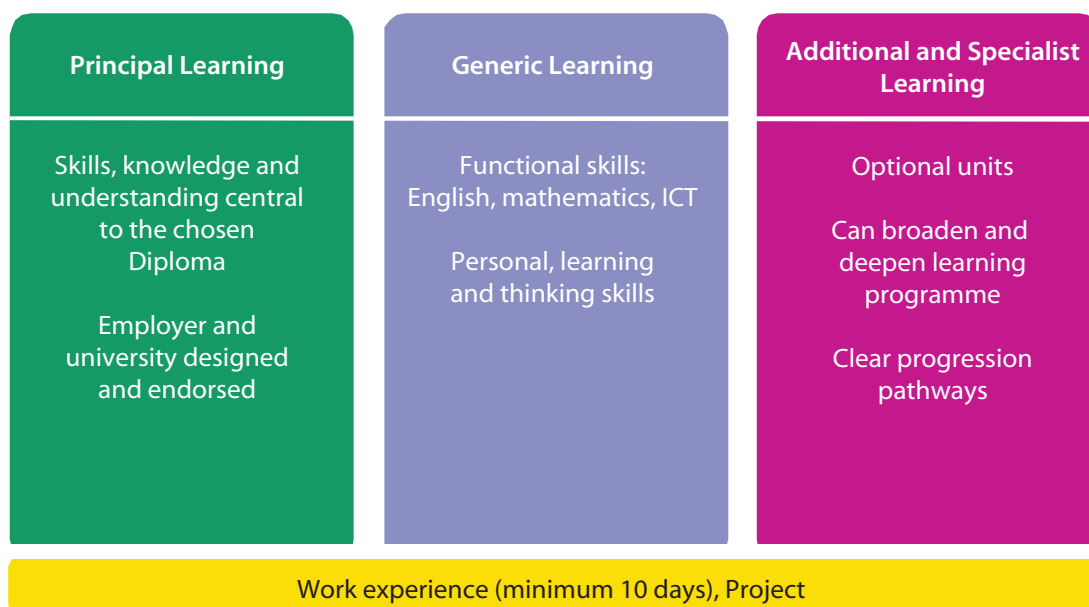 Principal Learning
Skills, knowledge and
understanding central
to the chosen
Diploma
Employer and
university designed
and endorsed
Generic Learning
Functional skills:
English, mathematics, ICT
Personal, learning
and thinking skills
Additional and Specialist
Learning
Optional units
Can broaden and
deepen learning
programme
Clear progression
pathways
Work experience (minimum 10 days), Project